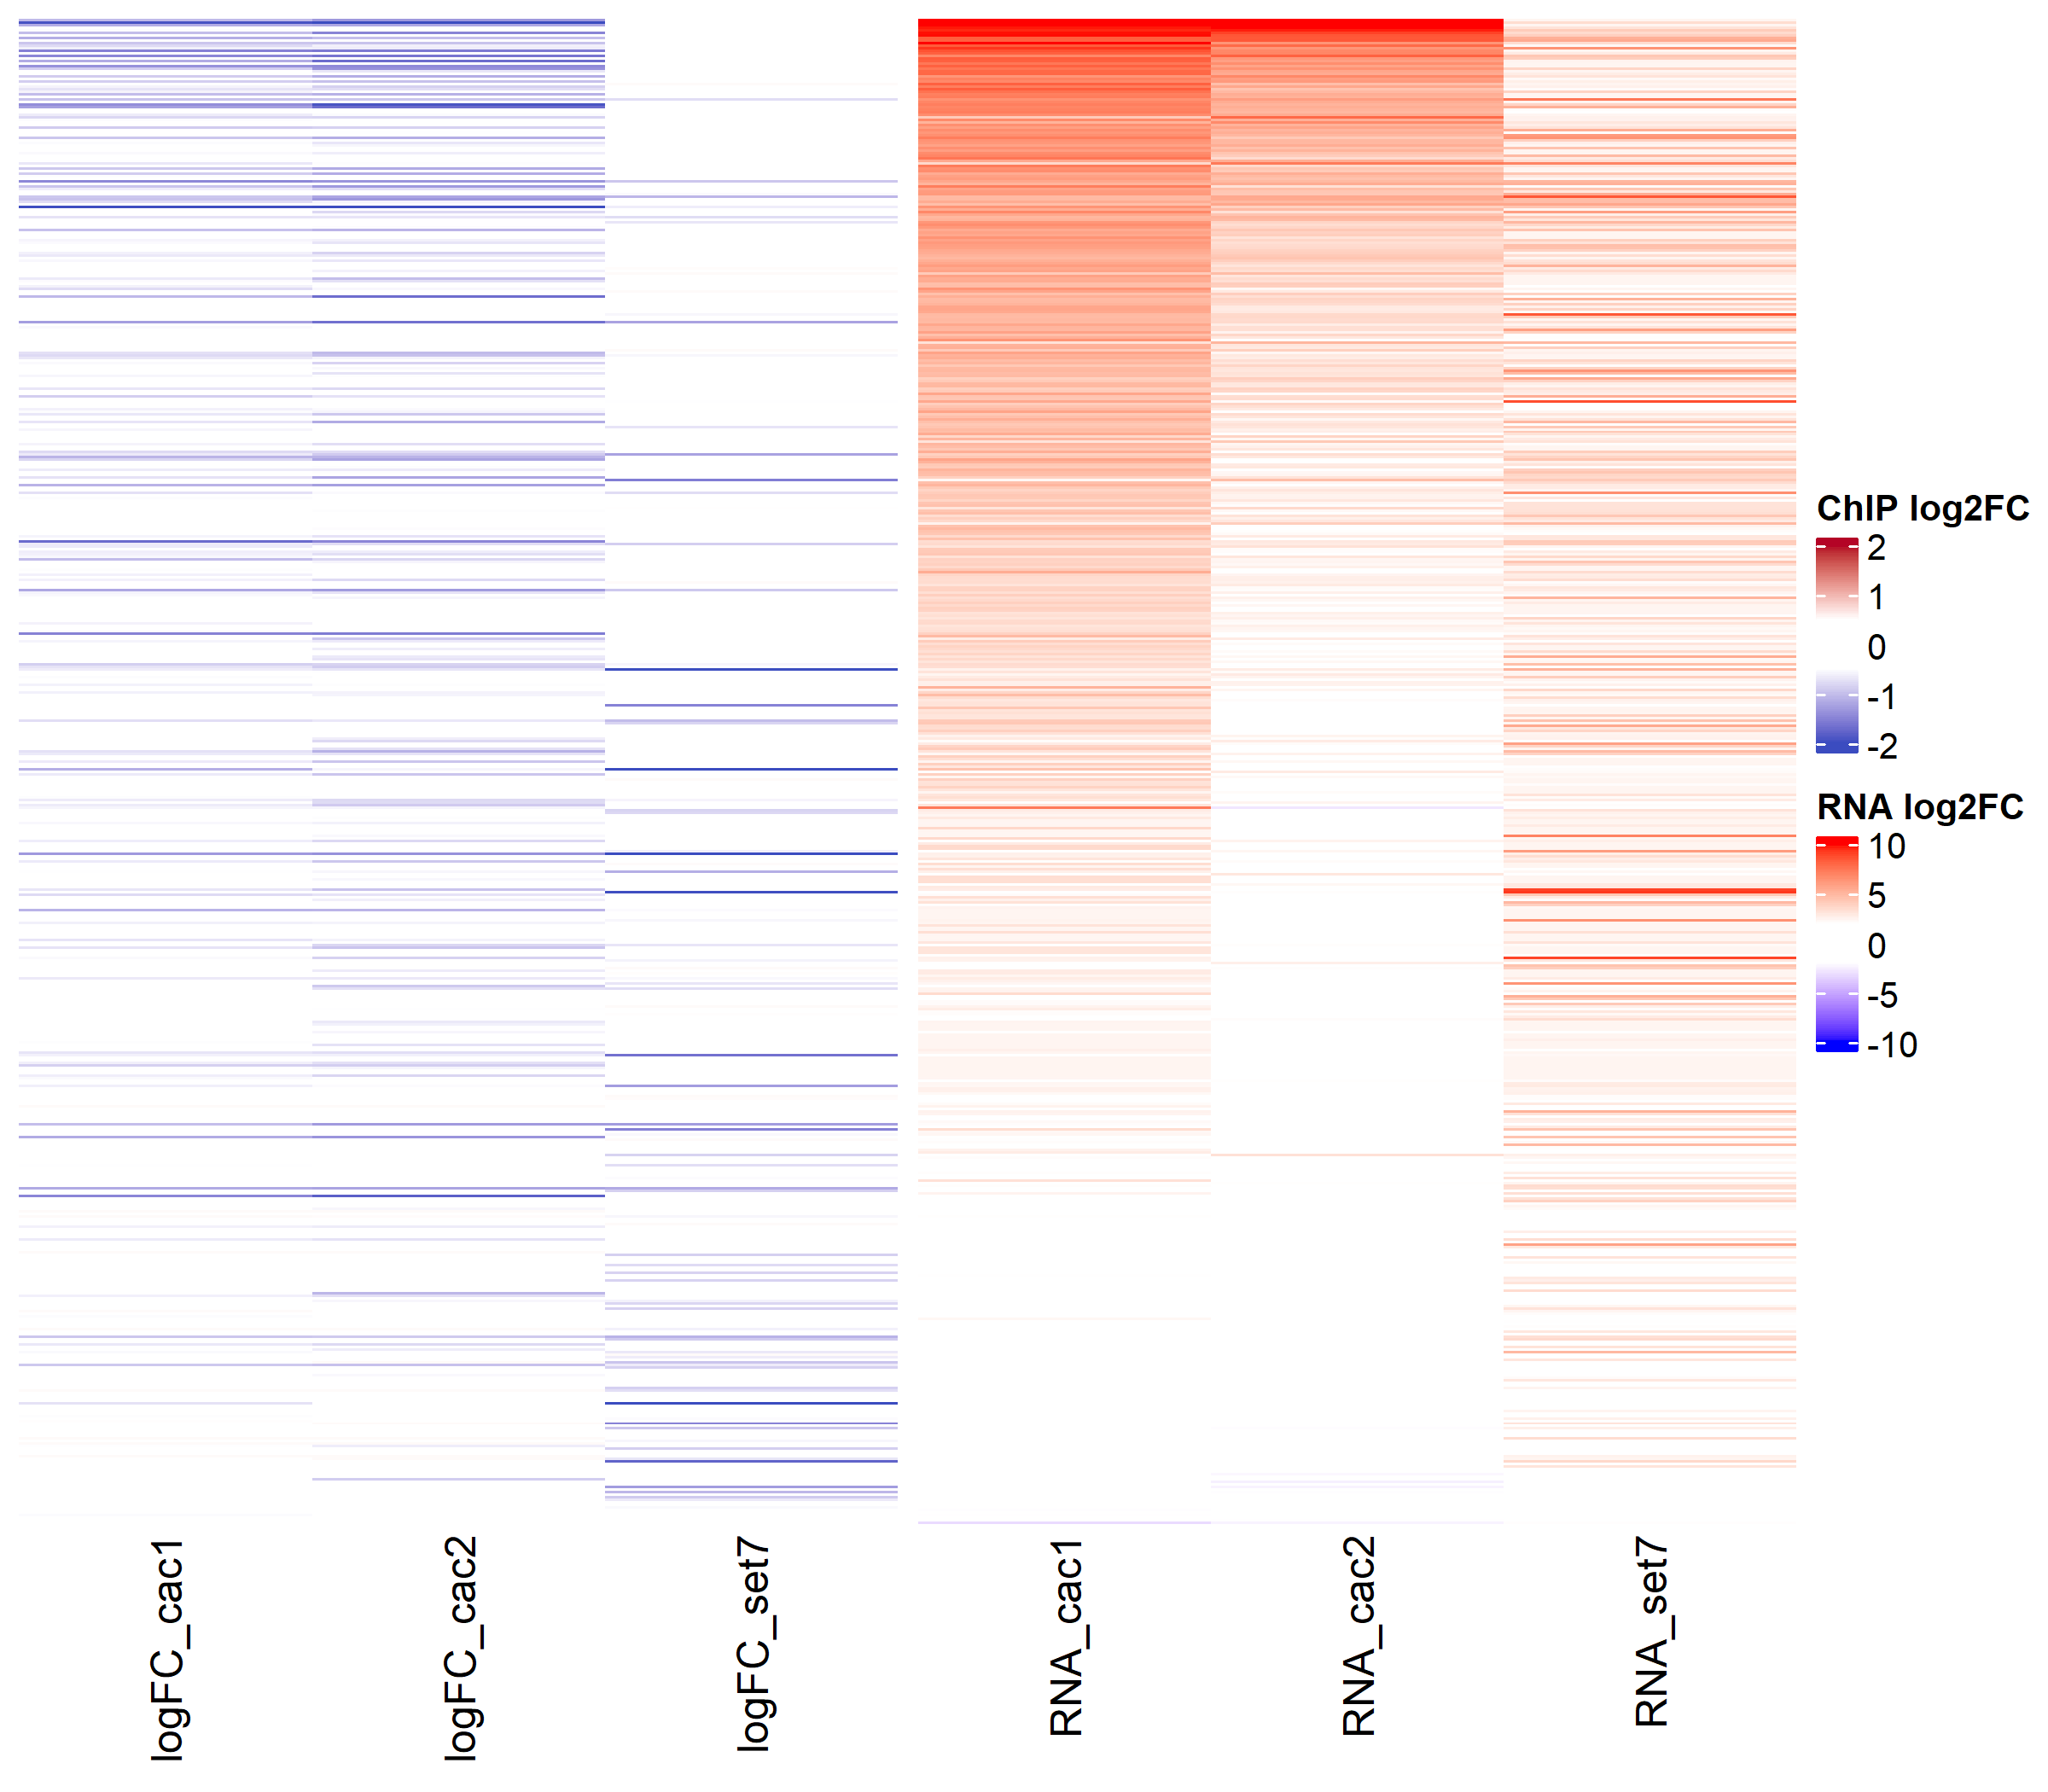 ChIP log2FC
2
1
0
-1
-2
RNA log2FC
10
5
0
-5
-10
logFC_cac1
logFC_cac2
logFC_set7
RNA_cac1
RNA_cac2
RNA_set7